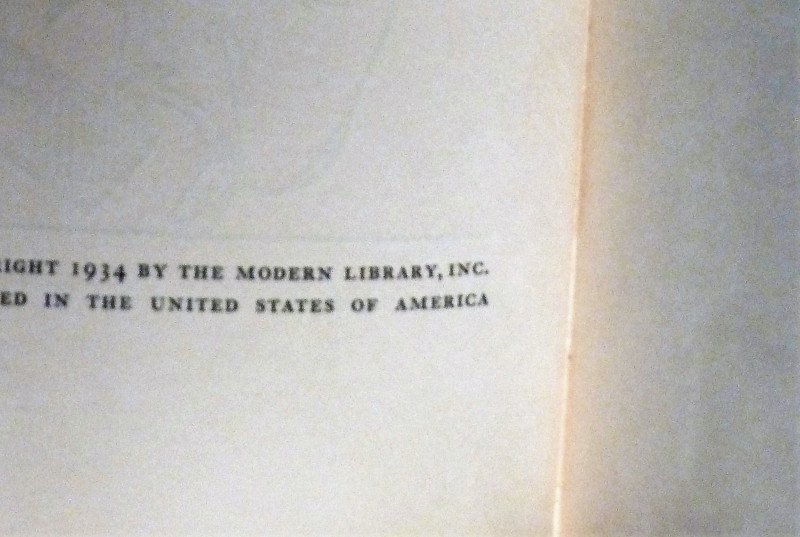 IGHT 1934 BY THE MODERN LIBRARY, INC.
ED IN THE UNITED STATES OF AMERICA